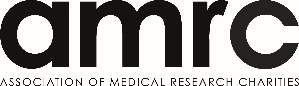 amrc
ASSOCIATION OF MEDICAL RESEARCH CHARITIES